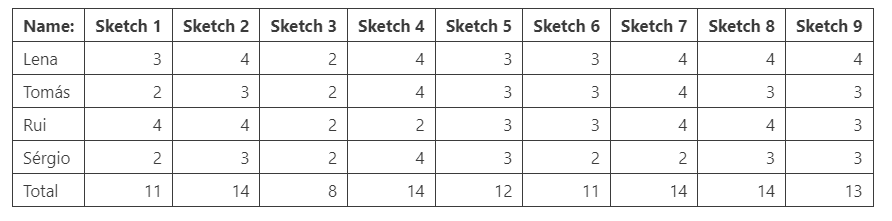 Name: Sketch 1 Sketch 2 Sketch 3 Sketch 4 Sketch 5 Sketch 6 Sketch 7 Sketch 8 Sketch 9
Lena 3 4 2 4 3 3 4 4 4
Tomás 2 3 2 4 3 3 4 3 3
Rui 4 4 2 2 3 3 4 4 3
Sérgio 2 3 2 4 3 2 2 3 3
Total 11 14 8 14 12 11 14 14 13